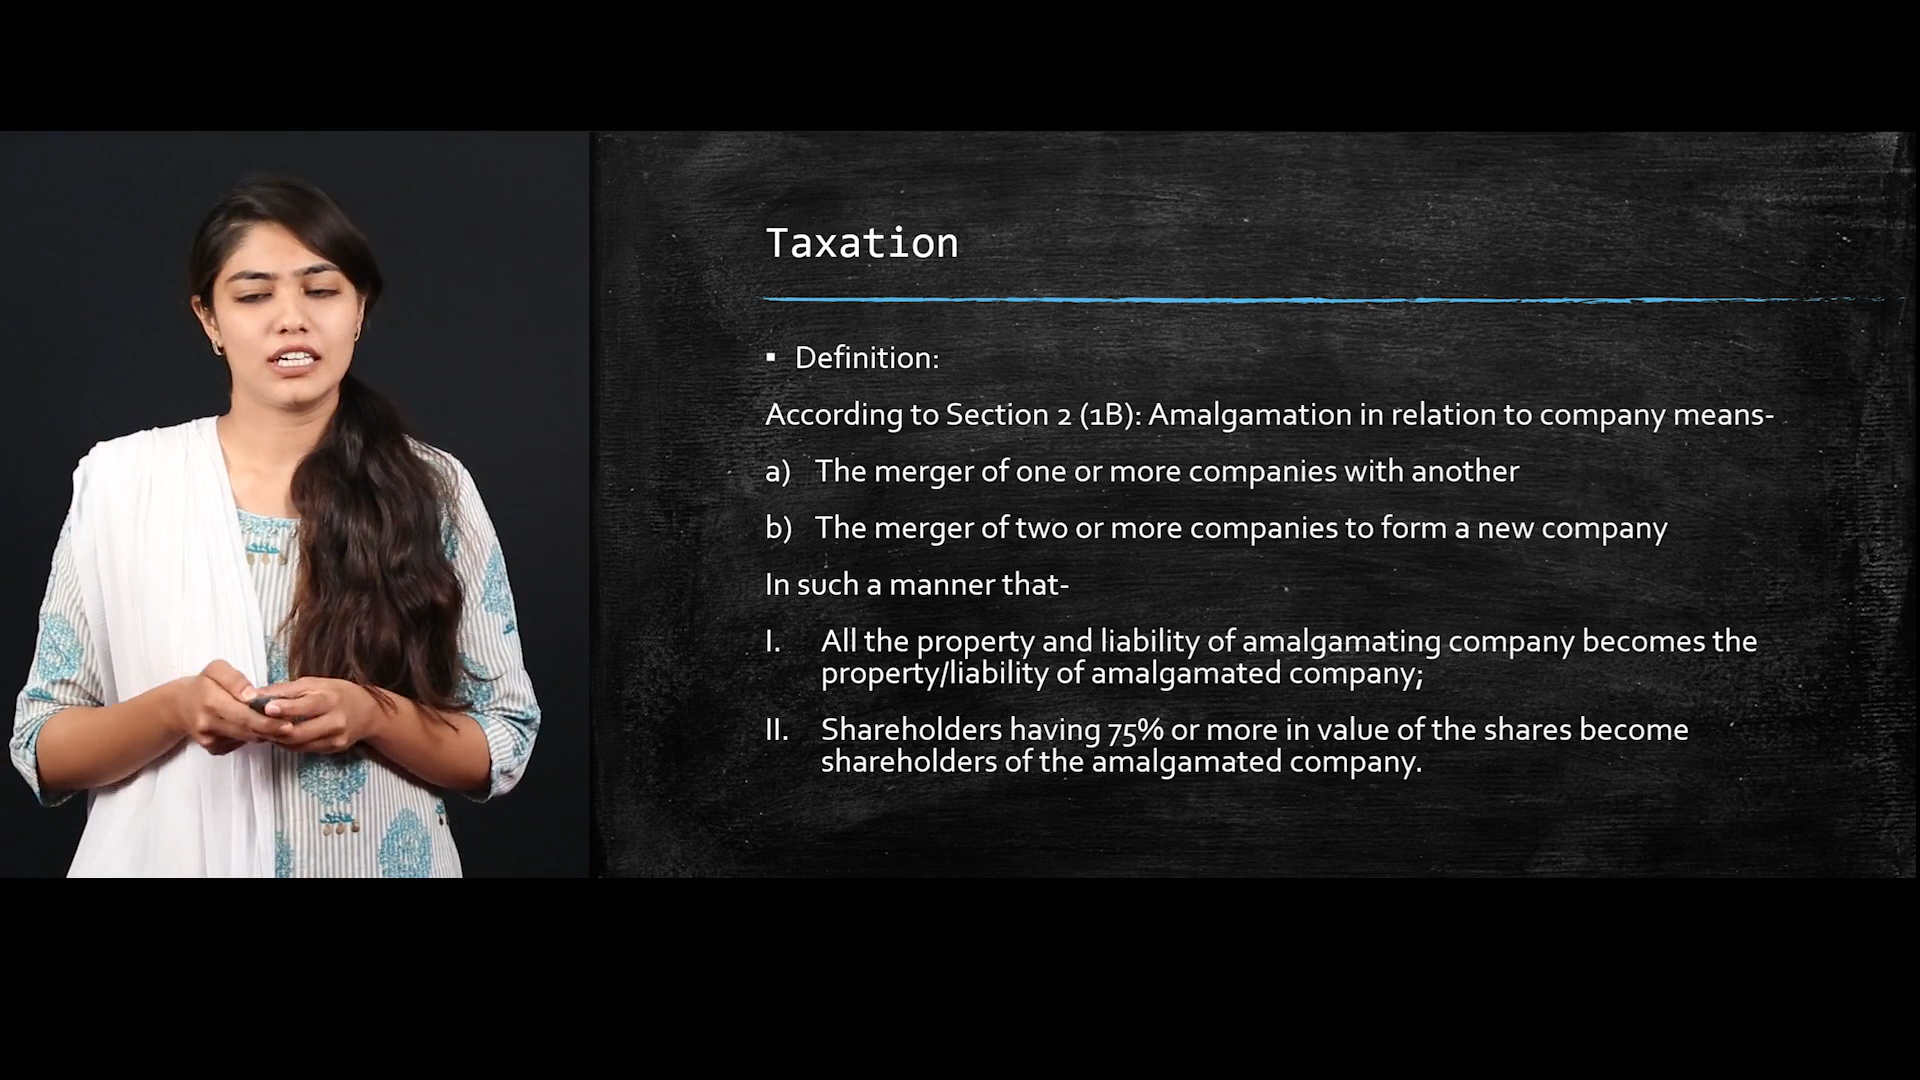 Taxation
▪ Definition:
According to Section 2 (1B): Amalgamation in relation to company means-
a) The merger of one or more companies with another
b) The merger of two or more companies to form a new company
In such a manner that-
I. All the property and liability of amalgamating company becomes the
property/liability of amalgamated company;
II. Shareholders having 75% or more in value of the shares become
shareholders of the amalgamated company.